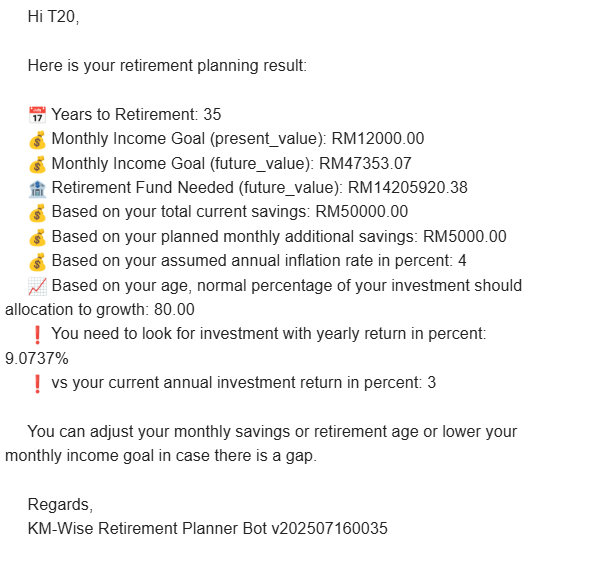 Hi T20,
Here is your retirement planning result:
📅 Years to Retirement: 35
💰 Monthly Income Goal (present_value): RM12000.00
💰 Monthly Income Goal (future_value): RM47353.07
🏦 Retirement Fund Needed (future_value): RM14205920.38
💰 Based on your total current savings: RM50000.00
💰 Based on your planned monthly additional savings: RM5000.00
💰 Based on your assumed annual inflation rate in percent: 4
📈 Based on your age, normal percentage of your investment should
allocation to growth: 80.00
❗ You need to look for investment with yearly return in percent:
9.0737%
❗ vs your current annual investment return in percent: 3
You can adjust your monthly savings or retirement age or lower your
monthly income goal in case there is a gap.
Regards,
KM-Wise Retirement Planner Bot v202507160035